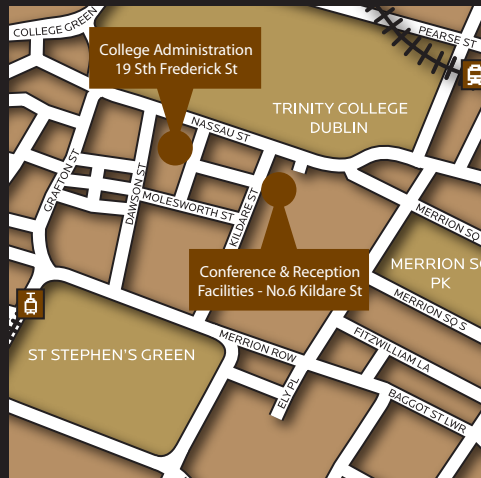 COLLEGE GREEN
PEARSE ST
College Administration
19 Sth Frederick St
TRINITY COLLEGE
DUBLIN
NASSAU ST
GRAFTON ST
DAWSON ST
MOLESWORTH ST
KILDARE ST
MERRION SQ
Conference & Reception
Facilities - No.6 Kildare St
MERRION SQ
PK
MERRION SQ S
ST STEPHEN'S GREEN
MERRION ROW
FITZWILLIAM LA
ELY PL
BAGGOT ST LWR